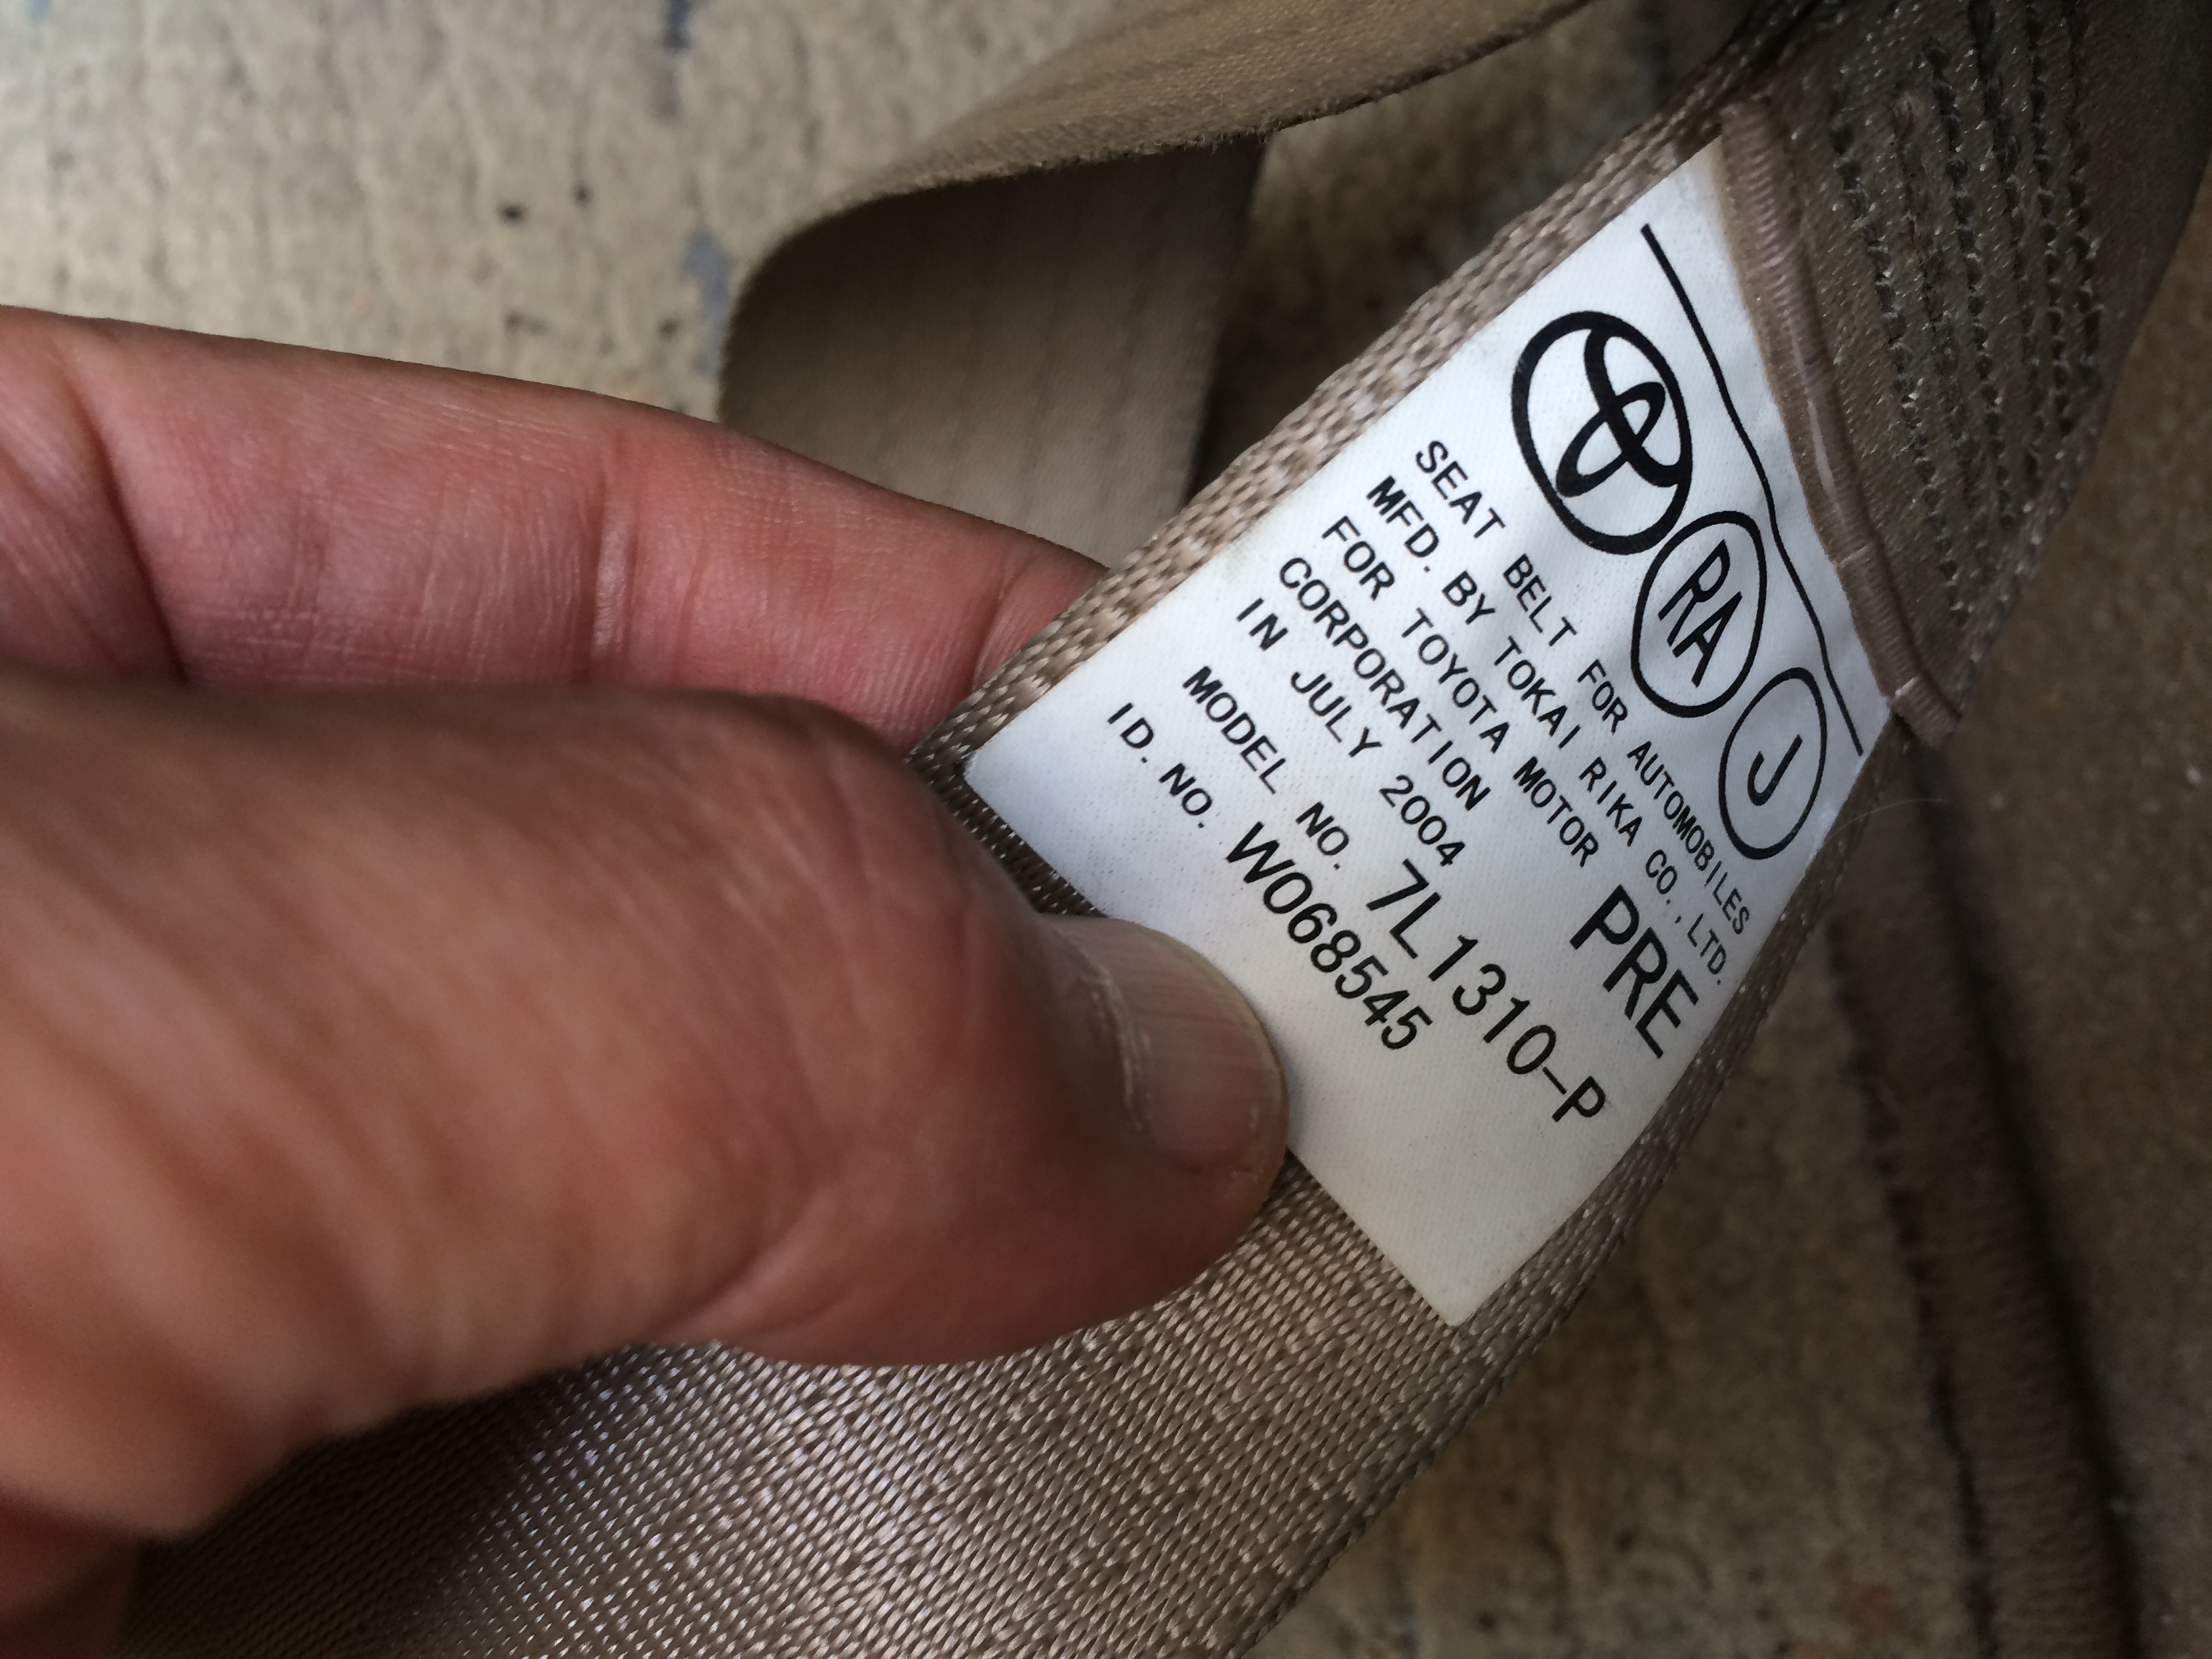 RA J
SEAT BELT FOR AUTOMOBILES
MFD. BY TOKAI RIKA CO., LTD.
FOR TOYOTA MOTOR
CORPORATION PRE
IN JULY 2004
MODEL NO. 7L1310-P
ID. NO. W068545